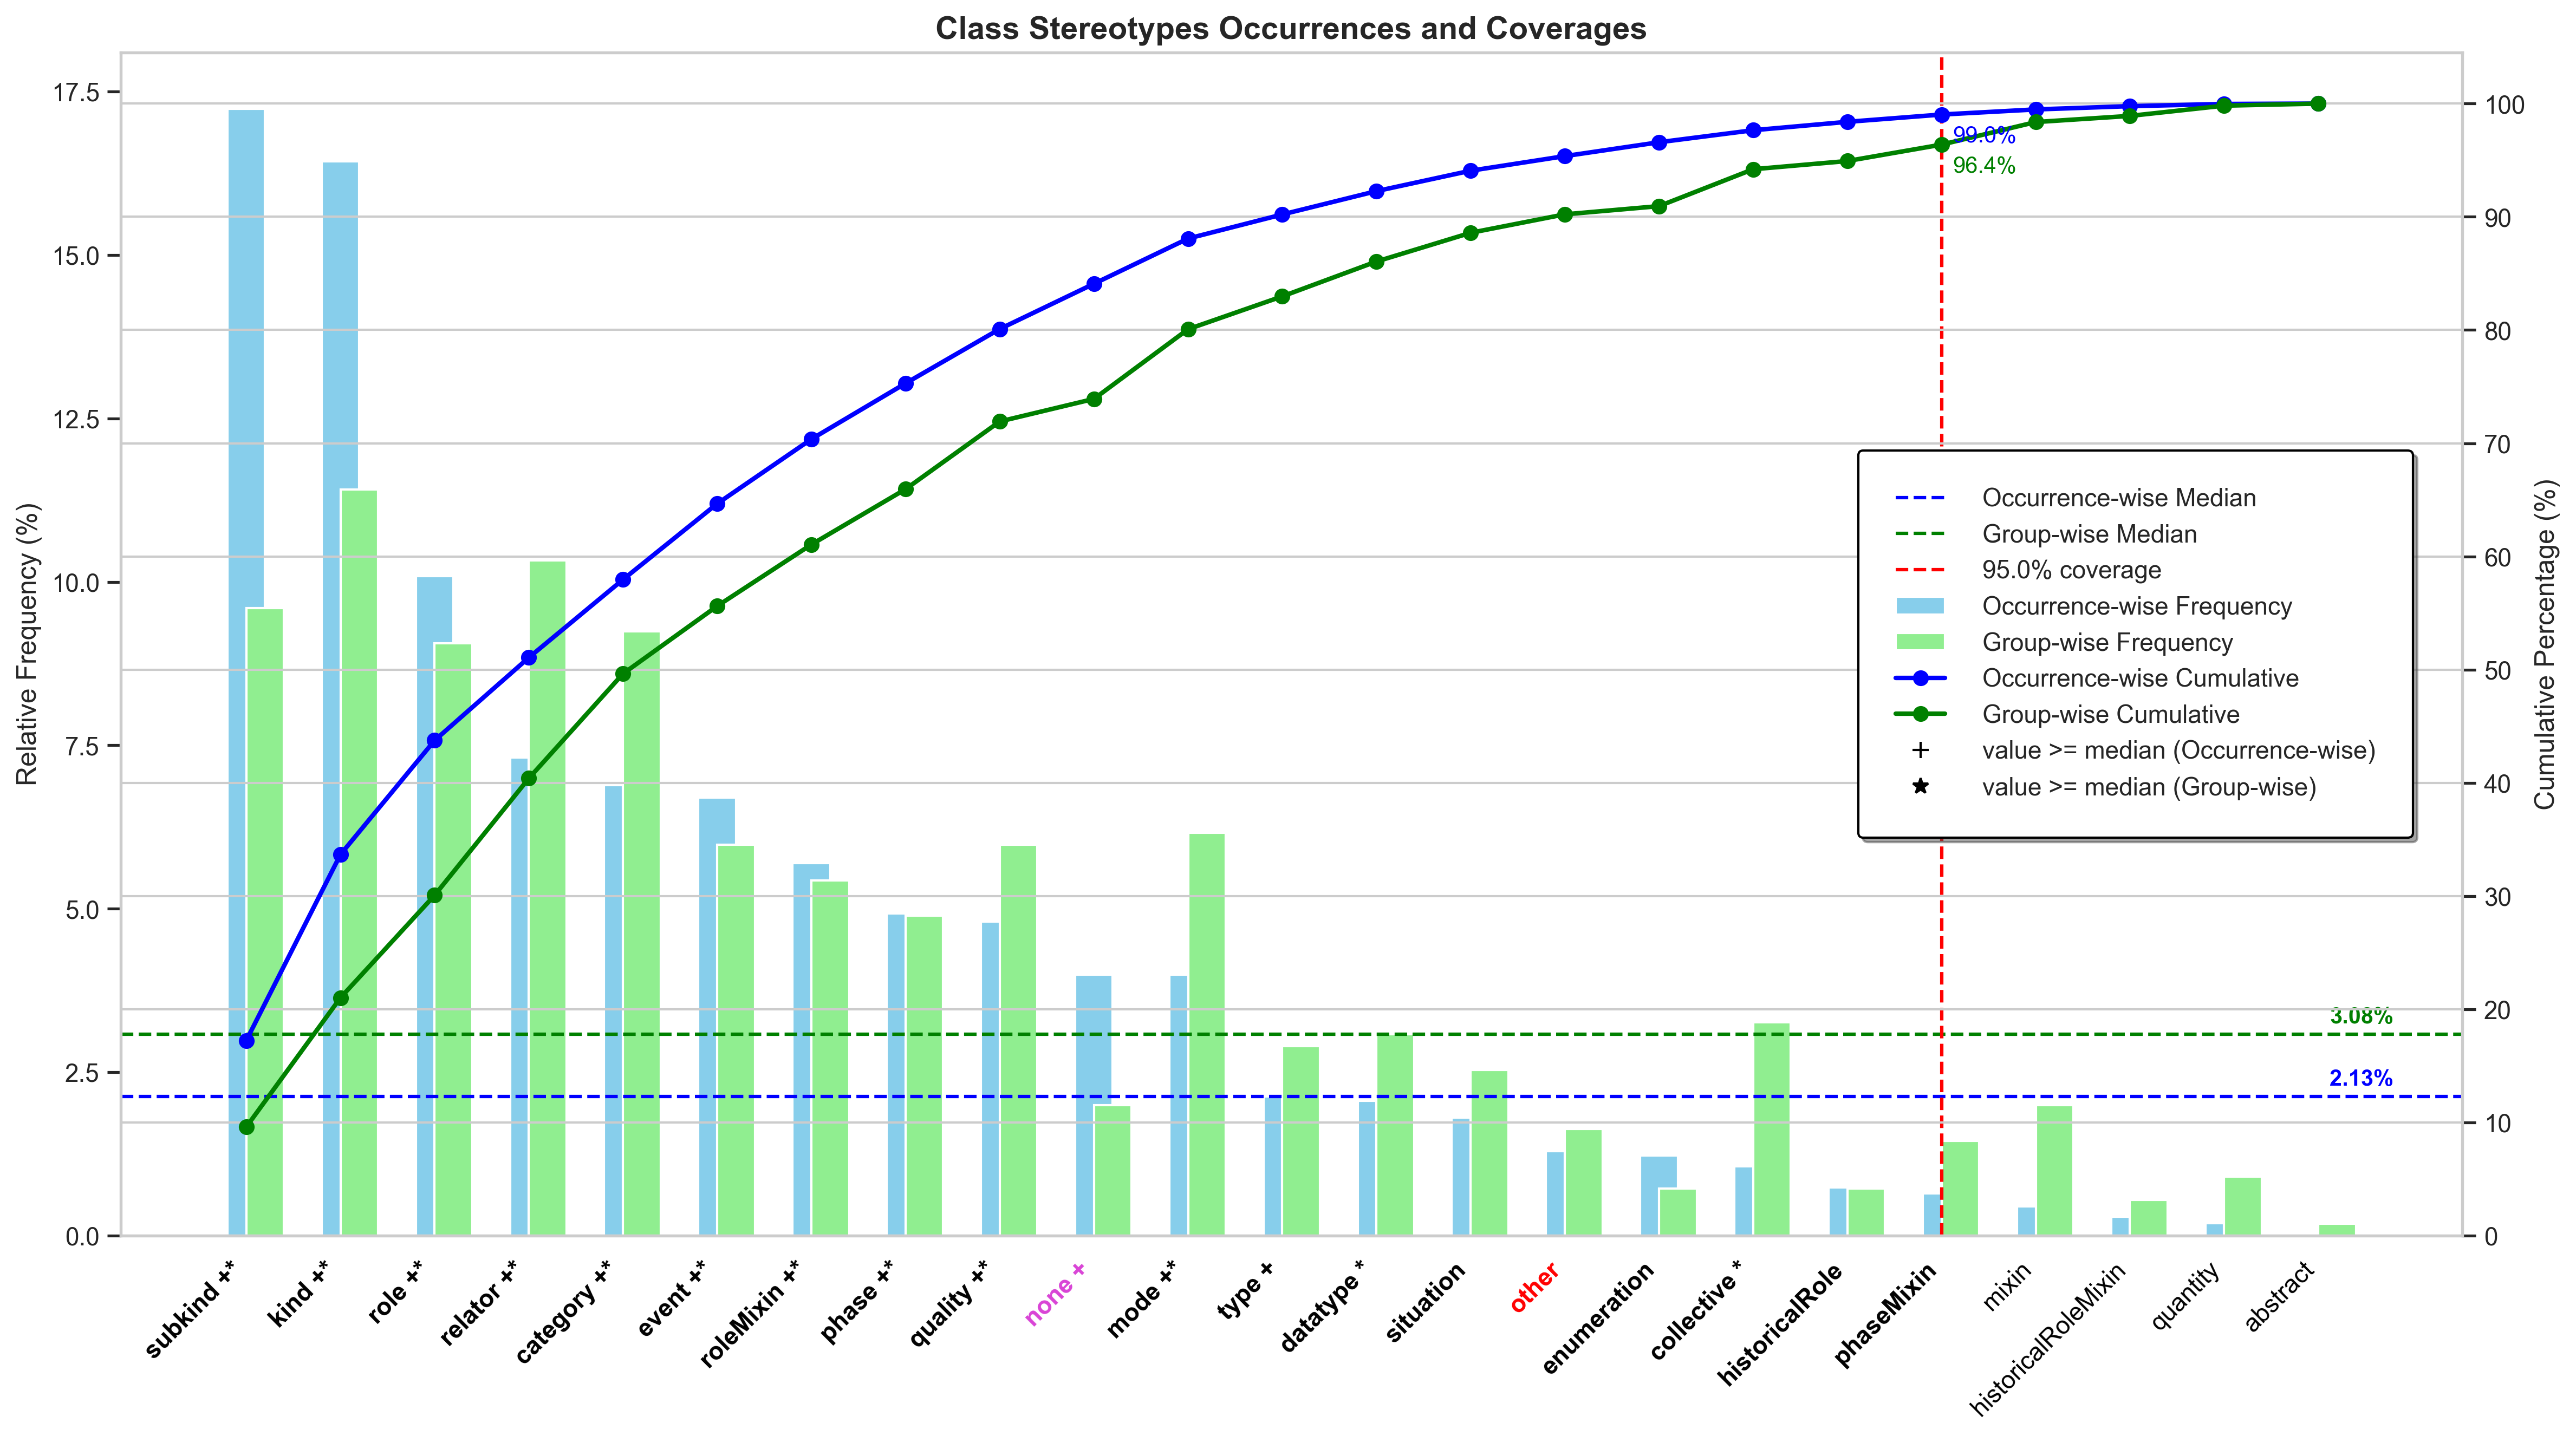 Class Stereotypes Occurrences and Coverages
Relative Frequency (%)
17.5
15.0
12.5
10.0
7.5
5.0
2.5
0.0
99.0%
96.4%
3.08%
2.13%
Occurrence-wise Median
Group-wise Median
95.0% coverage
Occurrence-wise Frequency
Group-wise Frequency
Occurrence-wise Cumulative
Group-wise Cumulative
value >= median (Occurrence-wise)
value >= median (Group-wise)
100
90
80
70
60
50
40
30
20
10
0
Cumulative Percentage (%)
subkind +*
kind +*
role +*
relator +*
category +*
event +*
roleMixin +*
phase +*
quality +*
none +
mode +*
type +
datatype *
situation
other
enumeration
collective *
historicalRole
phaseMixin
mixin
historicalRoleMixin
quantity
abstract